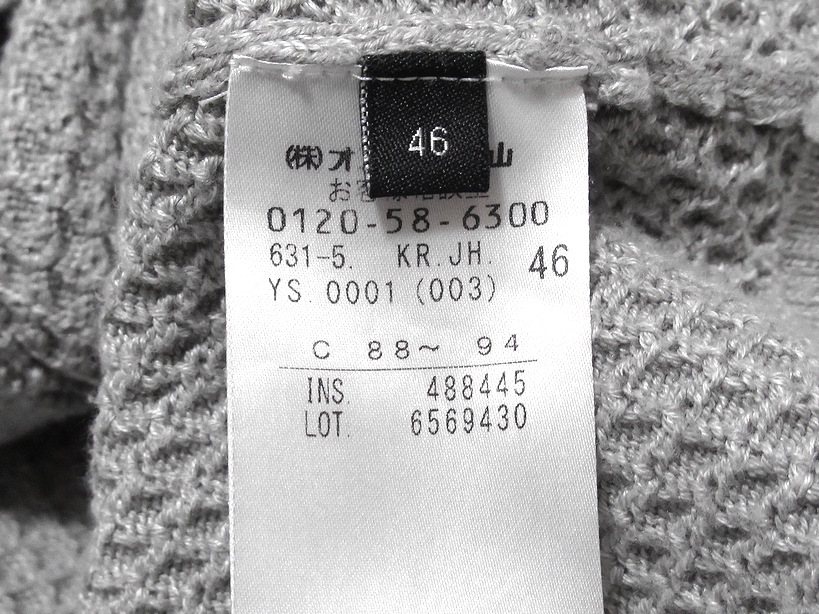 46
㈱オ 山
お
0120-58-6300
631-5. KR.JH. 46
YS.0001 (003)
C 88~ 94
INS. 488445
LOT. 6569430